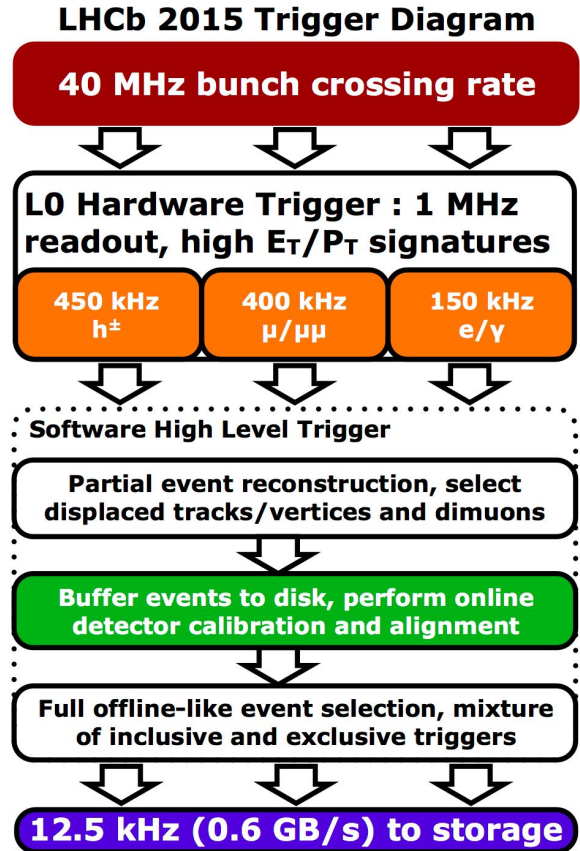 LHCb 2015 Trigger Diagram
40 MHz bunch crossing rate
L0 Hardware Trigger : 1 MHz
readout, high E_T/P_T signatures
450 kHz
h±
400 kHz
μ/μμ
150 kHz
e/γ
Software High Level Trigger
Partial event reconstruction, select
displaced tracks/vertices and dimuons
Buffer events to disk, perform online
detector calibration and alignment
Full offline-like event selection, mixture
of inclusive and exclusive triggers
12.5 kHz (0.6 GB/s) to storage